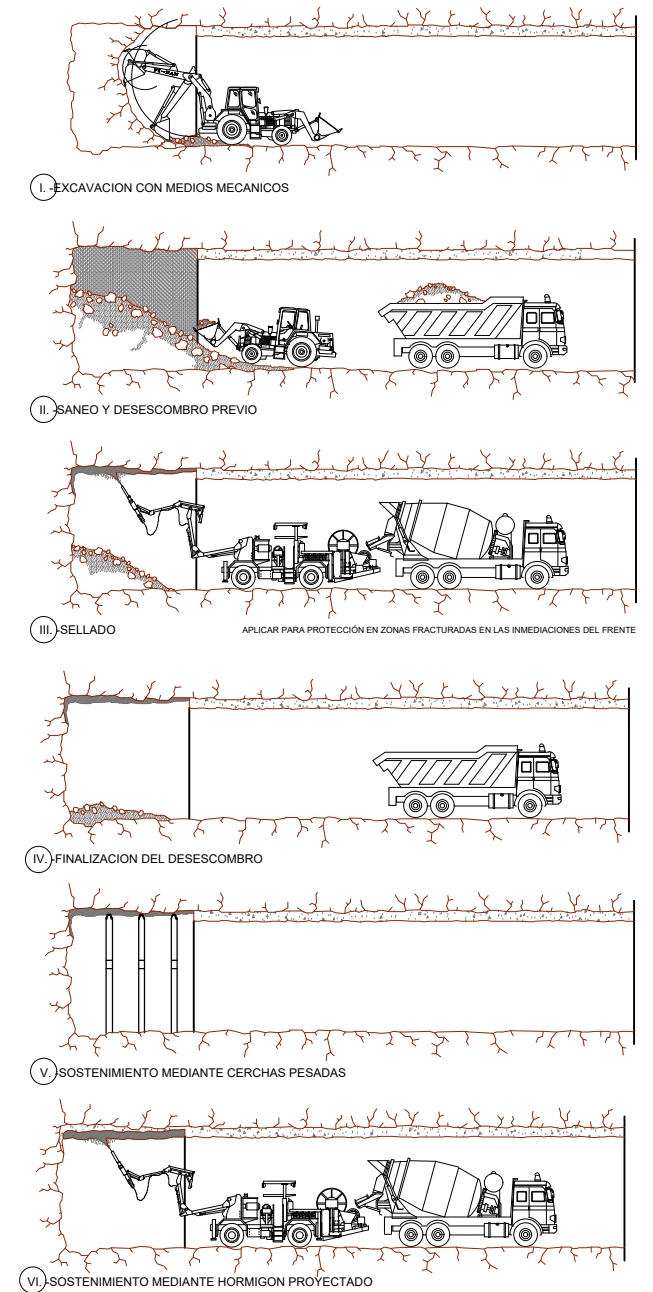 I. -EXCAVACION CON MEDIOS MECANICOS
II. -SANEO Y DESESCOMBRO PREVIO
III.-SELLADO
APLICAR PARA PROTECCIÓN EN ZONAS FRACTURADAS EN LAS INMEDIACIONES DEL FRENTE
IV.-FINALIZACION DEL DESESCOMBRO
V.-SOSTENIMIENTO MEDIANTE CERCHAS PESADAS
VI.-SOSTENIMIENTO MEDIANTE HORMIGON PROYECTADO